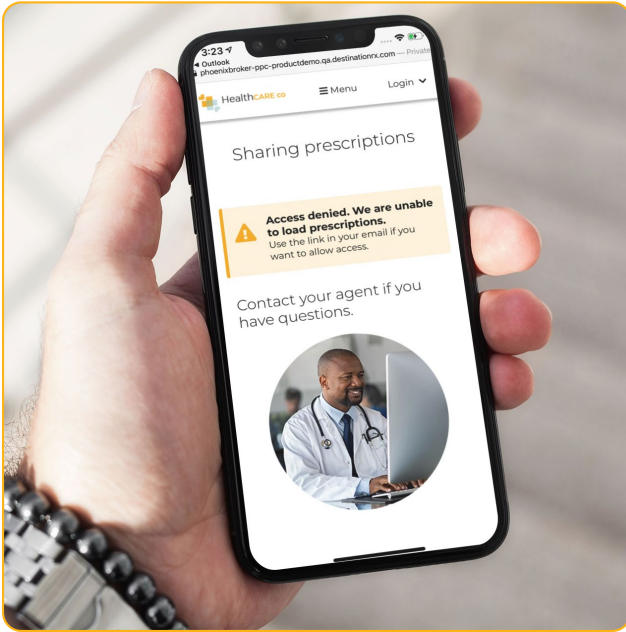 3:23
◀ Outlook
phoenixbroker-ppc-productdemo.qa.destinationrx.com — Private
HealthCARE co
Menu
Login
Sharing prescriptions
Access denied. We are unable
to load prescriptions.
Use the link in your email if you
want to allow access.
Contact your agent if you
have questions.